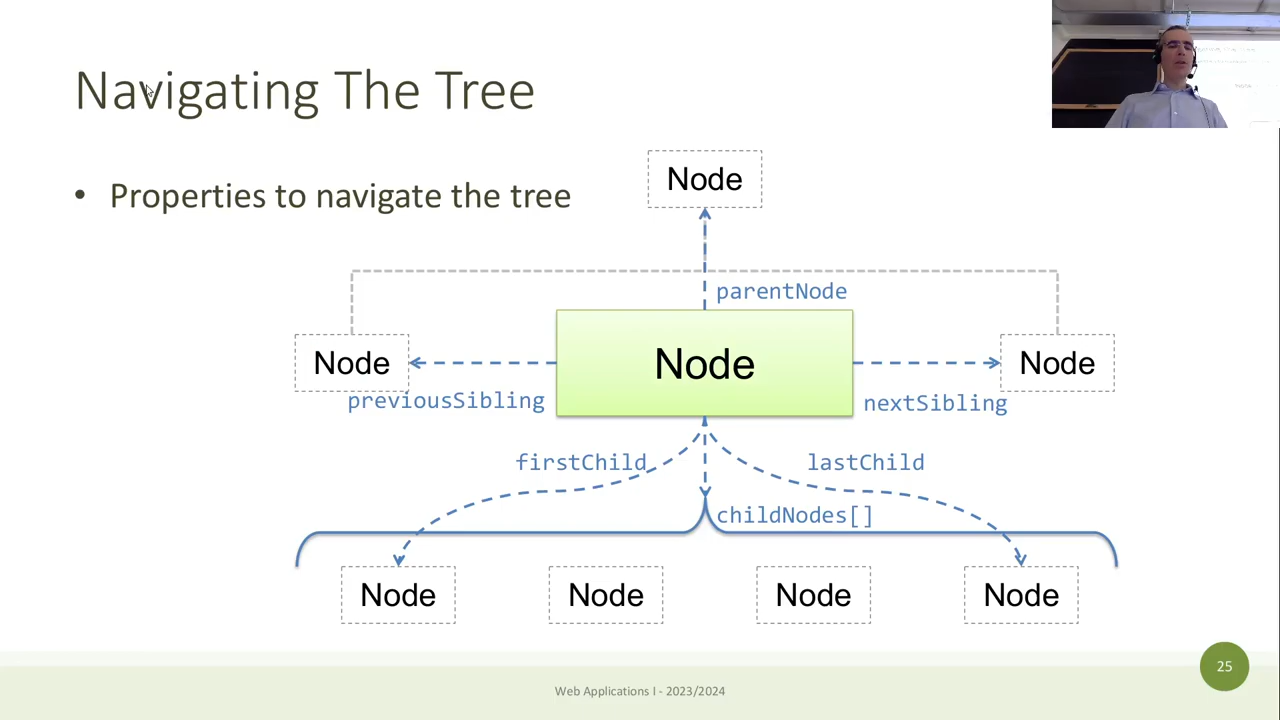 Navigating The Tree
• Properties to navigate the tree
Node
parentNode
Node
Node
Node
previousSibling
nextSibling
firstChild
lastChild
childNodes[]
Node
Node
Node
Node
25
Web Applications I - 2023/2024